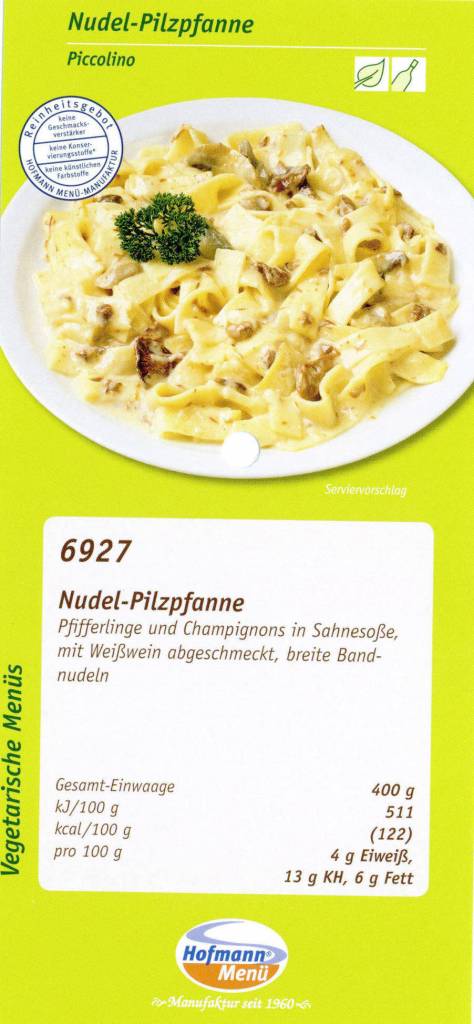 Nudel-Pilzpfanne
Piccolino
Reinheitsgebot
keine
Geschmacks-
verstärker
keine Konser-
vierungsstoffe*
keine künstlichen
Farbstoffe
HOFMANN MENÜ-MANUFAKTUR
Serviervorschlag
6927
Nudel-Pilzpfanne
Pfifferlinge und Champignons in Sahnesoße,
mit Weißwein abgeschmeckt, breite Band-
nudeln
Vegetarische Menüs
Gesamt-Einwaage 400 g
kJ/100 g 511
kcal/100 g (122)
pro 100 g 4 g Eiweiß,
13 g KH, 6 g Fett
Hofmann®
Menü
Manufaktur seit 1960